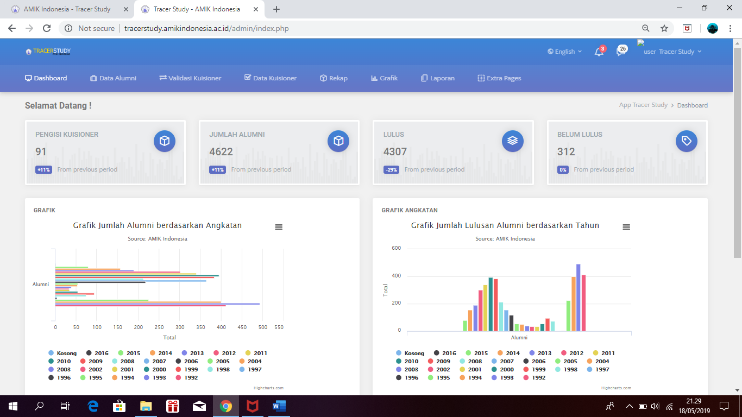 AMIK Indonesia - Tracer Study
Tracer Study - AMIK Indonesia
Not secure | tracerstudy.amikindonesia.ac.id/admin/index.php
TRACERSTUDY
English
9
26
user Tracer Study
Dashboard
Data Alumni
Validasi Kuisioner
Data Kuisioner
Rekap
Grafik
Laporan
Extra Pages
Selamat Datang !
App Tracer Study > Dashboard
PENGISI KUISIONER
91
+11% From previous period
JUMLAH ALUMNI
4622
+11% From previous period
LULUS
4307
-29% From previous period
BELUM LULUS
312
0% From previous period
GRAFIK
Grafik Jumlah Alumni berdasarkan Angkatan
Source: AMIK Indonesia
Alumni
0 50 100 150 200 250 300 350 400 450 500 550
Total
Kosong 2016 2015 2014 2013 2012 2011
2010 2009 2008 2007 2006 2005 2004
2003 2002 2001 2000 1999 1998 1997
1996 1995 1994 1993 1992
Highcharts.com
GRAFIK ANGKATAN
Grafik Jumlah Lulusan Alumni berdasarkan Tahun
Source: AMIK Indonesia
Total
600
400
200
0
Alumni
Kosong 2016 2015 2014 2013 2012 2011
2010 2009 2008 2007 2006 2005 2004
2003 2002 2001 2000 1999 1998 1997
1996 1995 1994 1993 1992
Highcharts.com
21.29
18/05/2019